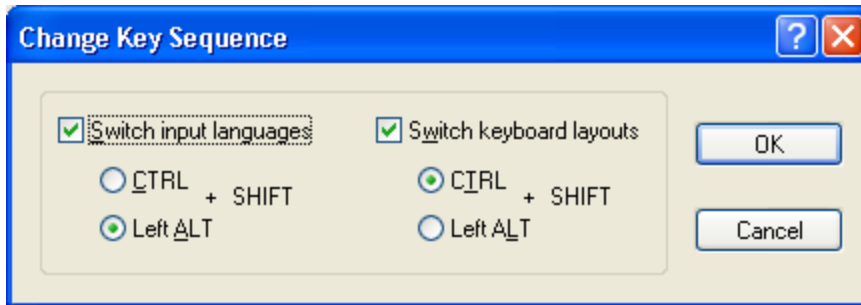 Change Key Sequence
Switch input languages
CTRL
+ SHIFT
Left ALT
Switch keyboard layouts
CTRL
+ SHIFT
Left ALT
OK
Cancel